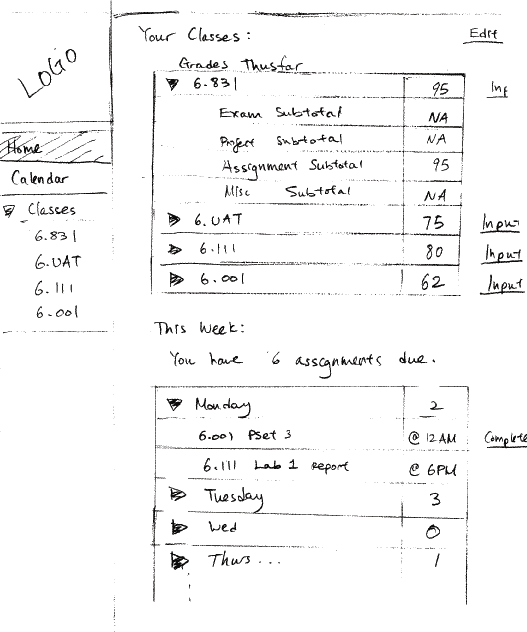 LOGO
Home
Calendar
Classes
6.831
6.UAT
6.111
6.001
Your Classes:
Edit
Grades Thusfar
6.831 95
Exam Subtotal NA
Project Subtotal NA
Assignment Subtotal 95
Misc Subtotal NA
6.UAT 75 Input
6.111 80 Input
6.001 62 Input
This Week:
You have 6 assignments due.
Monday 2
6.001 PSet 3 @ 12AM Complete
6.111 Lab 1 report @ 6PM
Tuesday 3
Wed 0
Thurs... 1